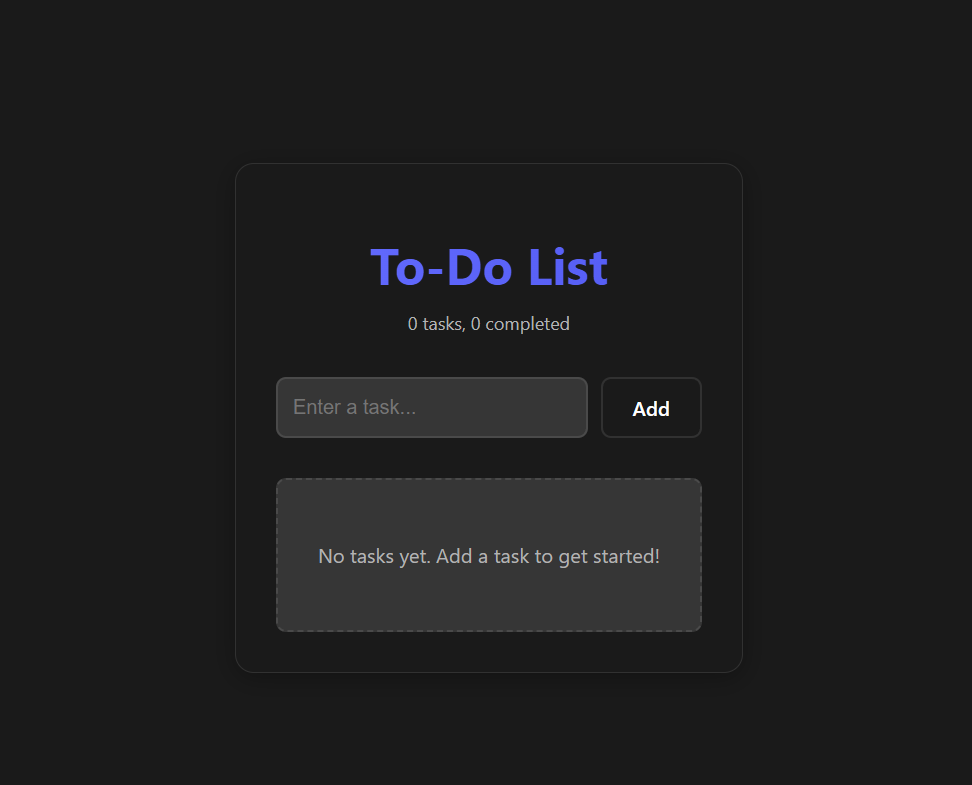 To-Do List
0 tasks, 0 completed
Enter a task...
Add
No tasks yet. Add a task to get started!